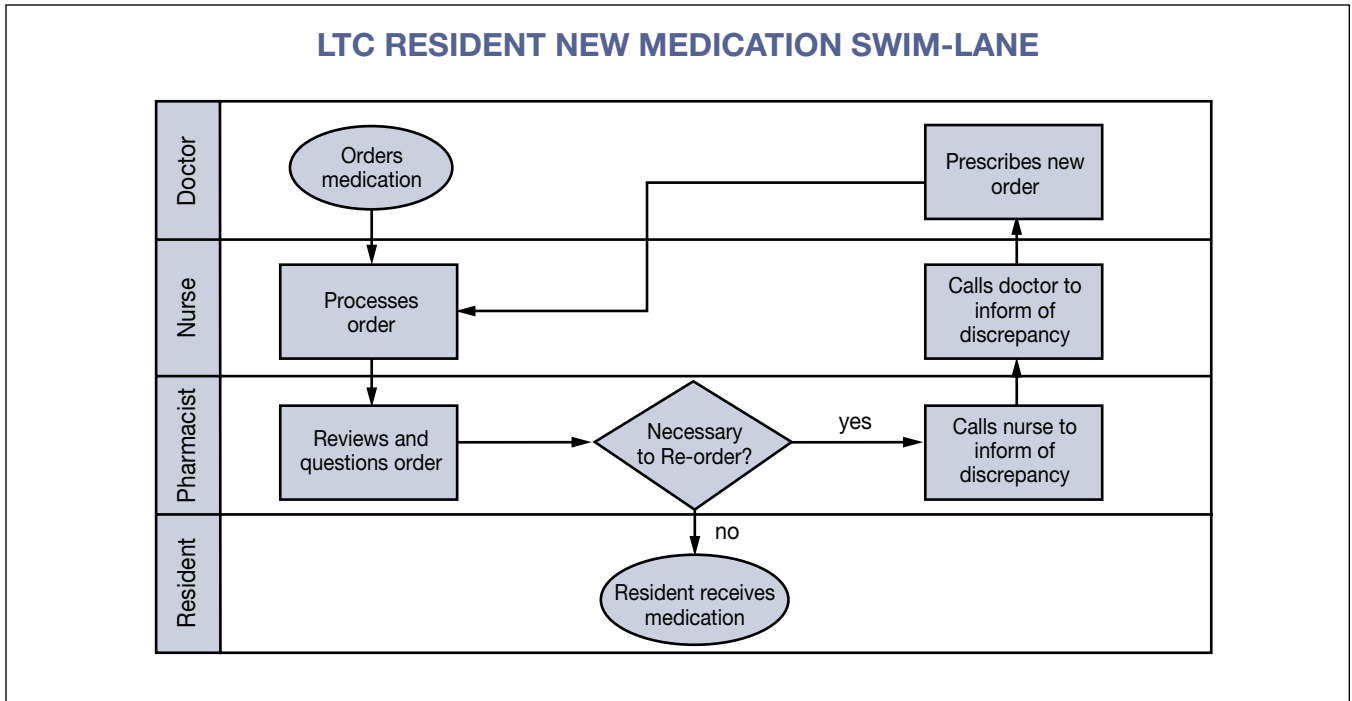 LTC RESIDENT NEW MEDICATION SWIM-LANE
Doctor
Orders
medication
Prescribes new
order
Nurse
Processes
order
Calls doctor to
inform of
discrepancy
Pharmacist
Reviews and
questions order
Necessary
to Re-order?
yes
Calls nurse to
inform of
discrepancy
no
Resident
Resident receives
medication